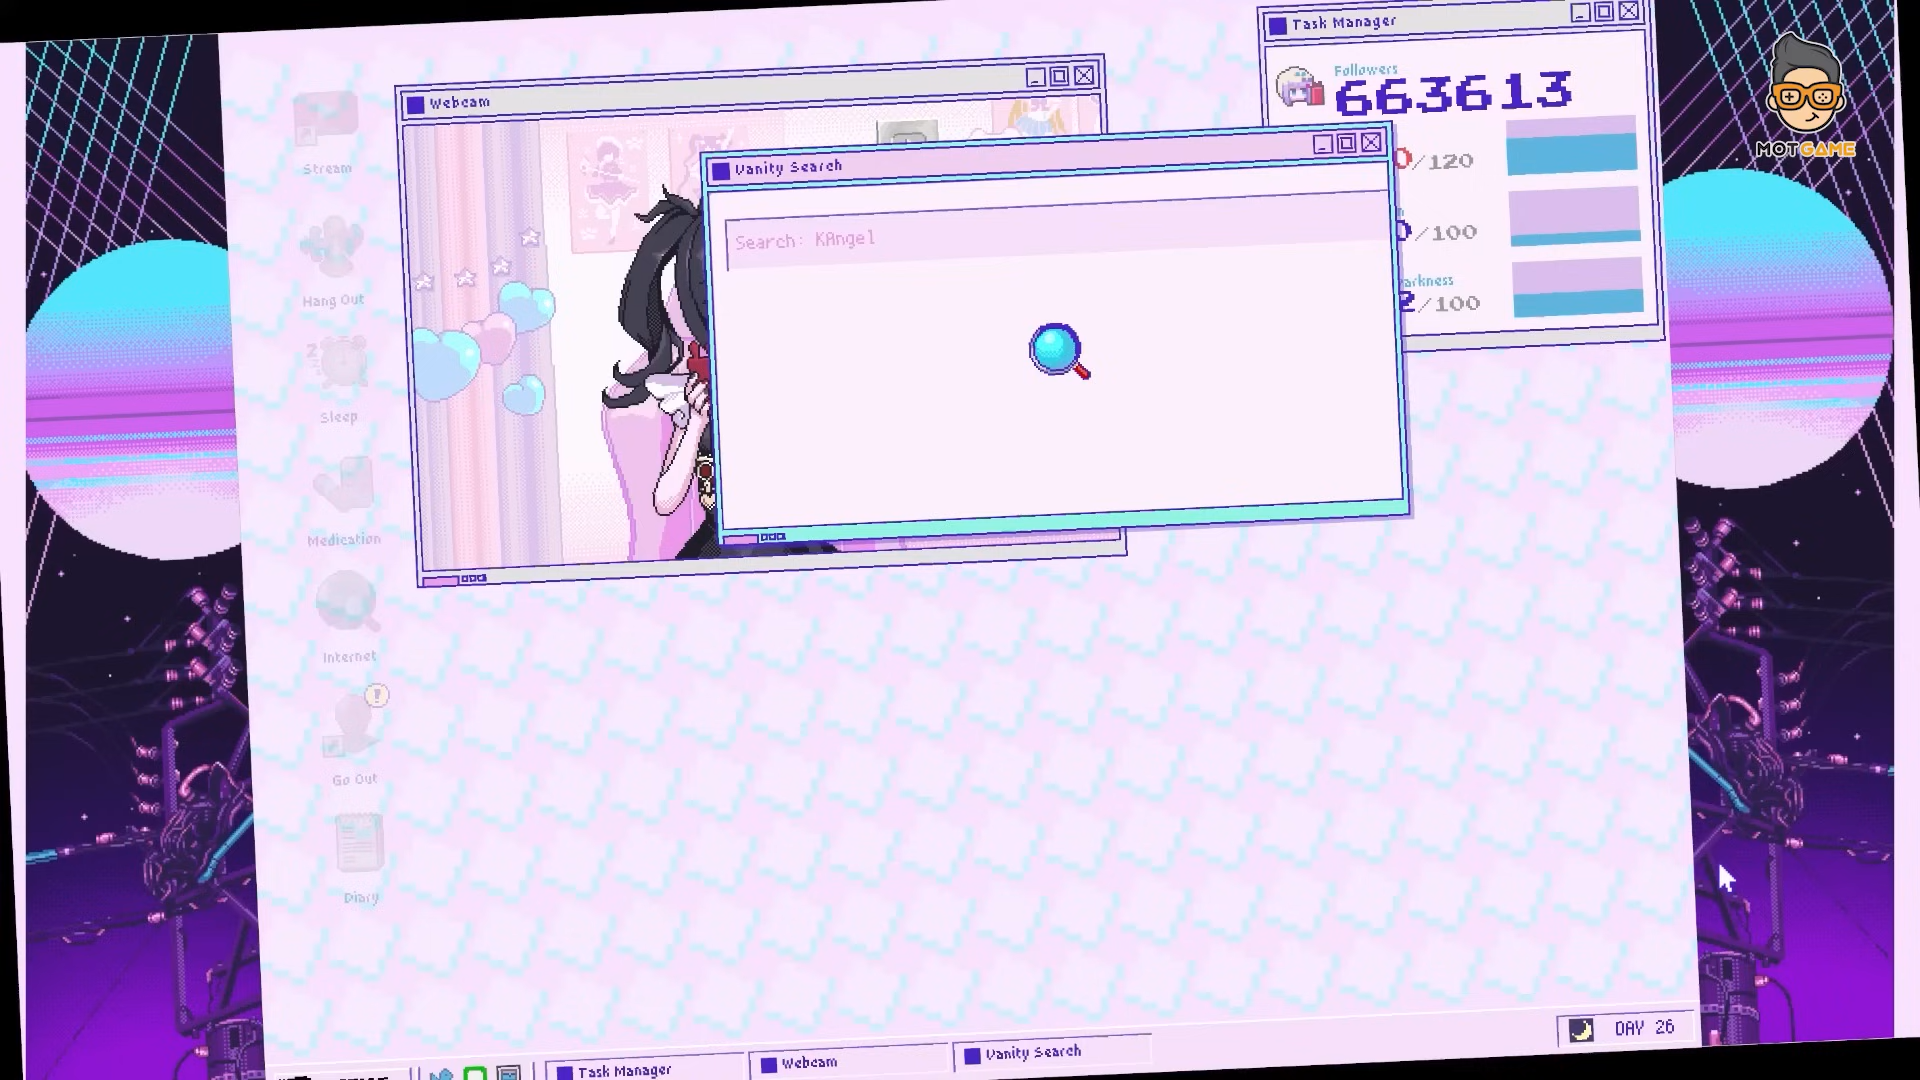 Task Manager
MOTGAME
Followers
663613
Webcam
Vanity Search
/120
Search: KAngel
/100
arkness
2/100
Stream
Hang Out
Sleep
Medication
Internet
Go Out
Diary
DAY 26
Task Manager
Webcam
Vanity Search